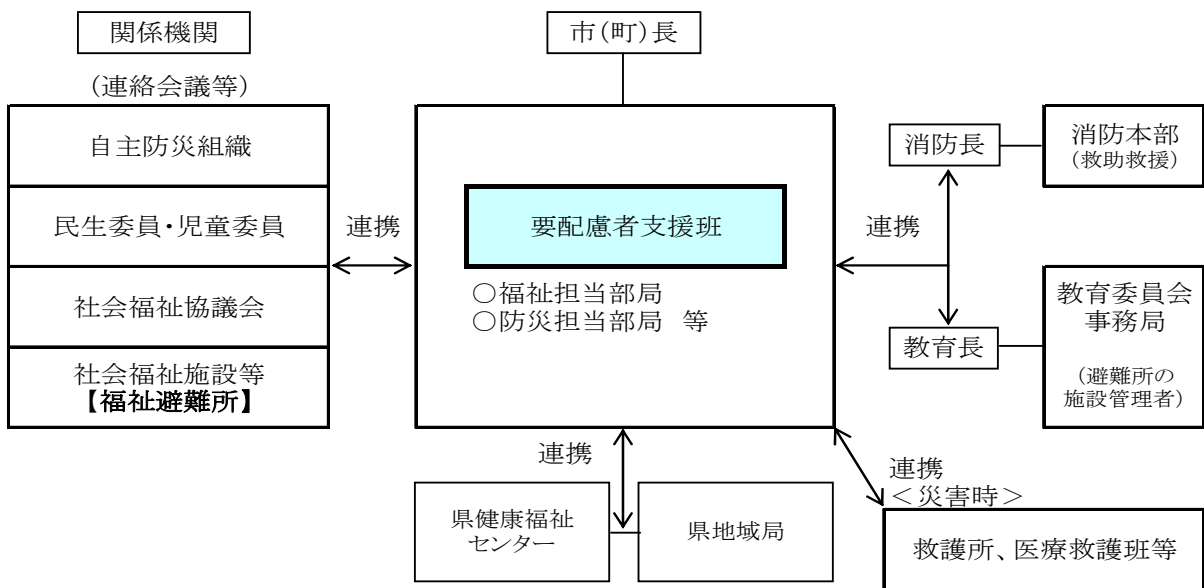 関係機関
(連絡会議等)
自主防災組織
民生委員・児童委員
社会福祉協議会
社会福祉施設等
【福祉避難所】
連携
市(町)長
要配慮者支援班
○福祉担当部局
○防災担当部局 等
連携
消防長
消防本部
(救助救援)
教育長
教育委員会
事務局
(避難所の
施設管理者)
連携
県健康福祉
センター
県地域局
連携
<災害時>
救護所、医療救護班等